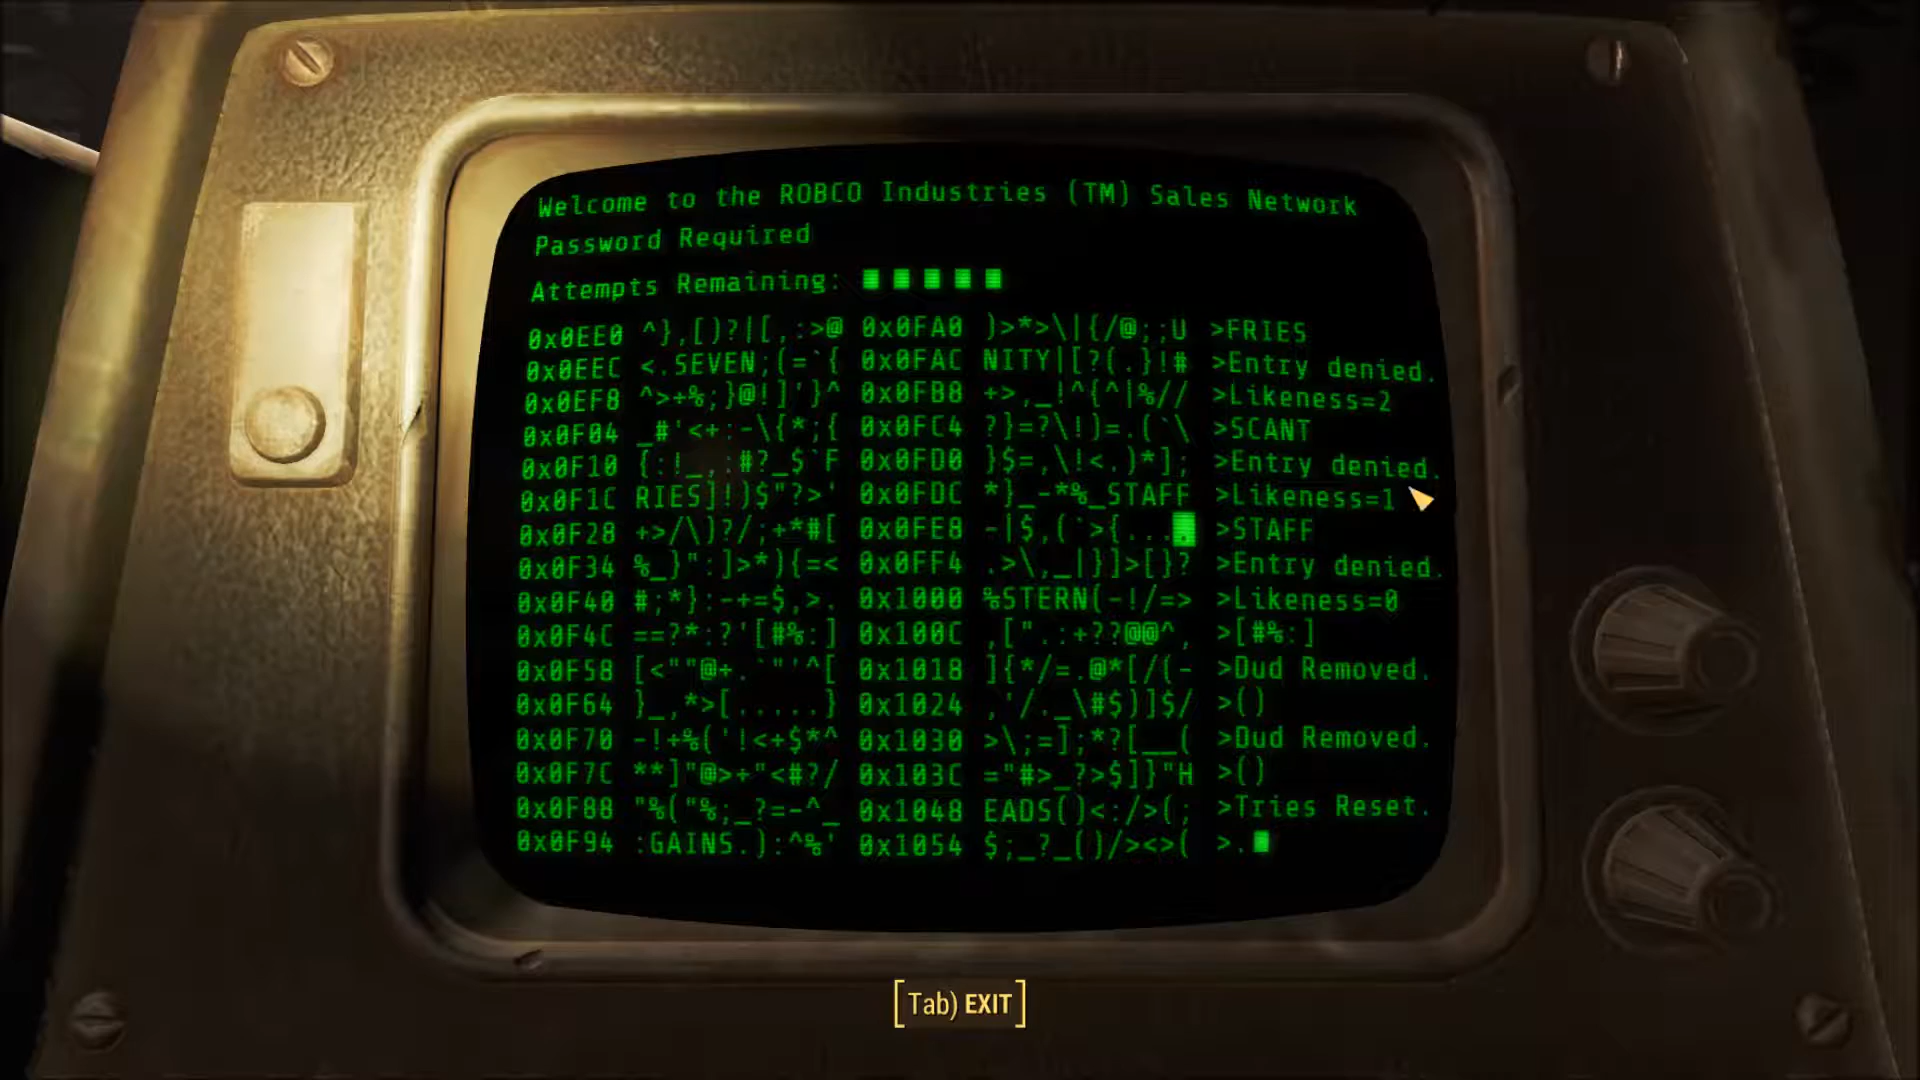 Welcome to the ROBCO Industries (TM) Sales Network
Password Required
Attempts Remaining:
0x0EE0 ^},[)?|[,:>@ 0x0FA0 )>*>\|{/@;;U >FRIES
0x0EEC <.SEVEN;(=`{ 0x0FAC NITY|[?(.}!# >Entry denied.
0x0EF8 ^>+%;}@!]'}^ 0x0FB8 +>,_!^{^|%// >Likeness=2
0x0F04 _#'<+:-\{*;{ 0x0FC4 ?}=?\!)=.(`\ >SCANT
0x0F10 {:!_,:#?_$`F 0x0FD0 }$=,\!<.)*]; >Entry denied.
0x0F1C RIES]!)$"?>' 0x0FDC *}_-*%_STAFF >Likeness=1
0x0F28 +>/\)?/;+*#[ 0x0FE8 -|$,(`>{.... >STAFF
0x0F34 %_}":]>*){=< 0x0FF4 .>\,_|}]>[}? >Entry denied.
0x0F40 #;*}:-+=$,>. 0x1000 %STERN(-!/=> >Likeness=0
0x0F4C ==?*:?'[#%:] 0x100C ,[".:+??@@^, >[#%:]
0x0F58 [<""@+.`"'^[ 0x1018 ]{*/=.@*[/(- >Dud Removed.
0x0F64 }_,*>[.....} 0x1024 ,'/._\#$)]$/ >()
0x0F70 -!+%('!<+$*^ 0x1030 >\;=];*?[__( >Dud Removed.
0x0F7C **]"@>+"<#?/ 0x103C ="#>_?>$]}"H >()
0x0F88 "%("%;_?=-^_ 0x1048 EADS()<:/>(; >Tries Reset.
0x0F94 :GAINS.):^%' 0x1054 $;_?_()/><>( >.
[Tab) EXIT]